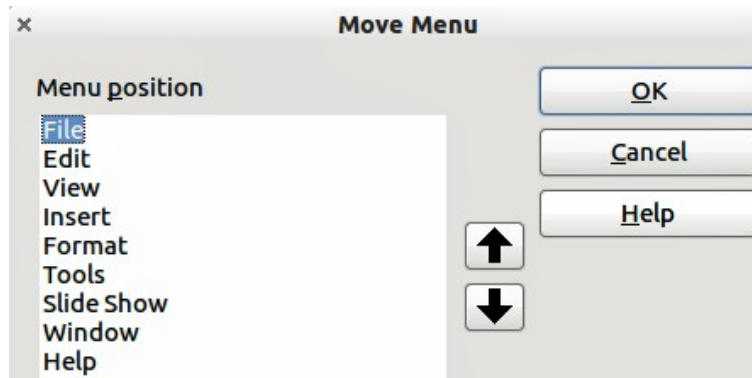 Move Menu
Menu position
File
Edit
View
Insert
Format
Tools
Slide Show
Window
Help
OK
Cancel
Help